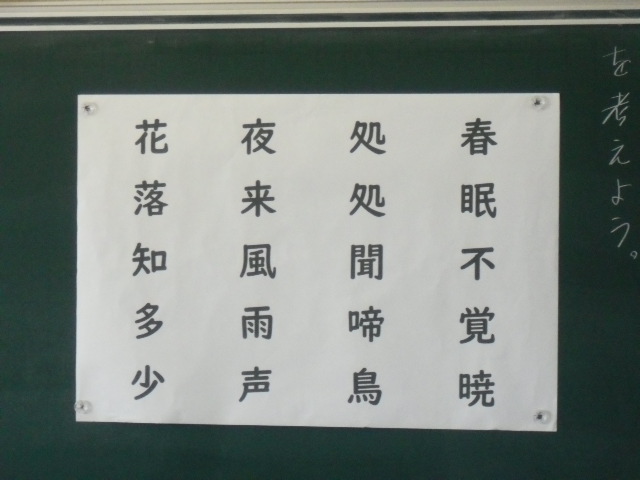 を考えよう。
春眠不覚暁
処処聞啼鳥
夜来風雨声
花落知多少